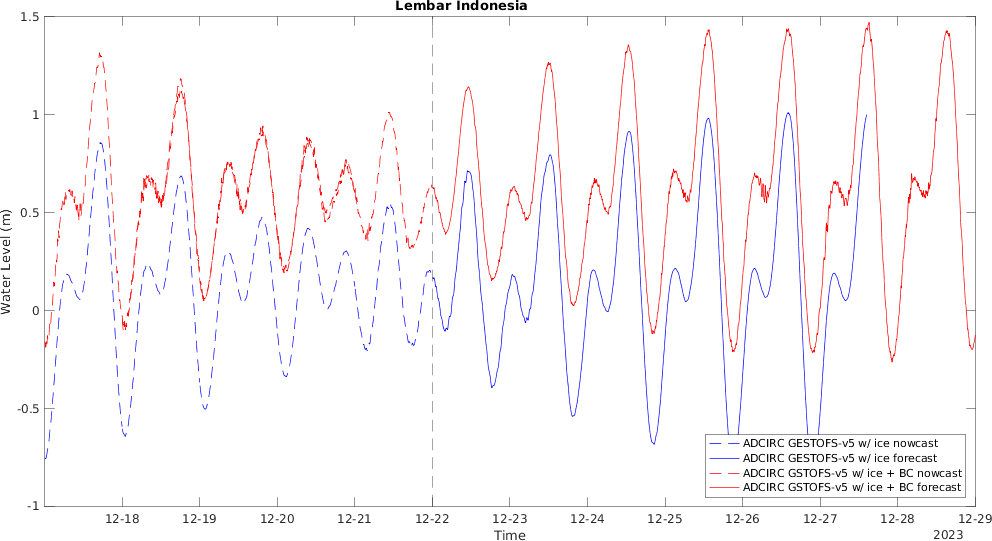 Lembar Indonesia
1.5
1
0.5
0
-0.5
-1
Water Level (m)
ADCIRC GESTOFS-v5 w/ ice nowcast
ADCIRC GESTOFS-v5 w/ ice forecast
ADCIRC GSTOFS-v5 w/ ice + BC nowcast
ADCIRC GSTOFS-v5 w/ ice + BC forecast
12-18 12-19 12-20 12-21 12-22 12-23 12-24 12-25 12-26 12-27 12-28 12-29
Time
2023